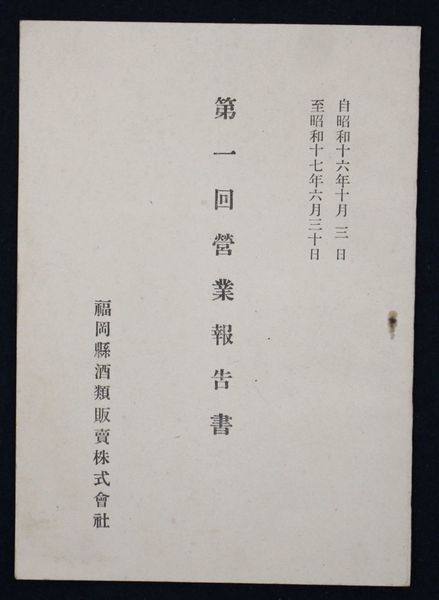 自昭和十六年十月三日
至昭和十七年六月三十日
第一回營業報告書
福岡縣酒類販賣株式會社